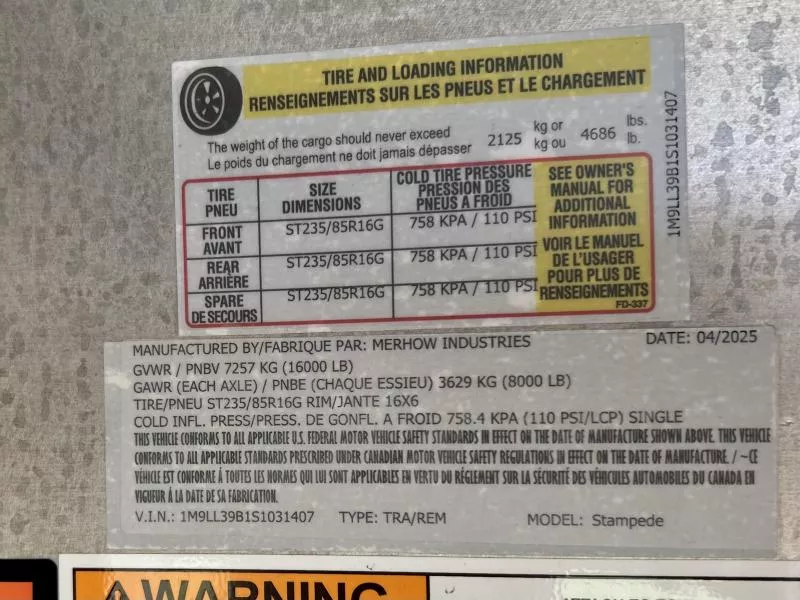 TIRE AND LOADING INFORMATION
RENSEIGNEMENTS SUR LES PNEUS ET LE CHARGEMENT
The weight of the cargo should never exceed 2125 kg or 4686 lbs.
Le poids du chargement ne doit jamais dépasser kg ou lb.
TIRE PNEU SIZE DIMENSIONS COLD TIRE PRESSURE PRESSION DES PNEUS A FROID
FRONT AVANT ST235/85R16G 758 KPA / 110 PSI
REAR ARRIÈRE ST235/85R16G 758 KPA / 110 PSI
SPARE DE SECOURS ST235/85R16G 758 KPA / 110 PSI
SEE OWNER'S
MANUAL FOR
ADDITIONAL
INFORMATION
VOIR LE MANUEL
DE L'USAGER
POUR PLUS DE
RENSEIGNEMENTS
FD-337
1M9LL39B1S1031407
MANUFACTURED BY/FABRIQUE PAR: MERHOW INDUSTRIES DATE: 04/2025
GVWR / PNBV 7257 KG (16000 LB)
GAWR (EACH AXLE) / PNBE (CHAQUE ESSIEU) 3629 KG (8000 LB)
TIRE/PNEU ST235/85R16G RIM/JANTE 16X6
COLD INFL. PRESS/PRESS. DE GONFL. A FROID 758.4 KPA (110 PSI/LCP) SINGLE
THIS VEHICLE CONFORMS TO ALL APPLICABLE U.S. FEDERAL MOTOR VEHICLE SAFETY STANDARDS IN EFFECT ON THE DATE OF MANUFACTURE SHOWN ABOVE. THIS VEHICLE
CONFORMS TO ALL APPLICABLE STANDARDS PRESCRIBED UNDER CANADIAN MOTOR VEHICLE SAFETY REGULATIONS IN EFFECT ON THE DATE OF MANUFACTURE. / ~CE
VÉHICLE EST CONFORME À TOUTES LES NORMES QUI LUI SONT APPLICABLES EN VERTU DU RÉGLEMENT SUR LA SÉCURITÉ DES VÉHICULES AUTOMOBILES DU CANADA EN
VIGUEUR À LA DATE DE SA FABRICATION.
V.I.N.: 1M9LL39B1S1031407 TYPE: TRA/REM MODEL: Stampede
WARNING